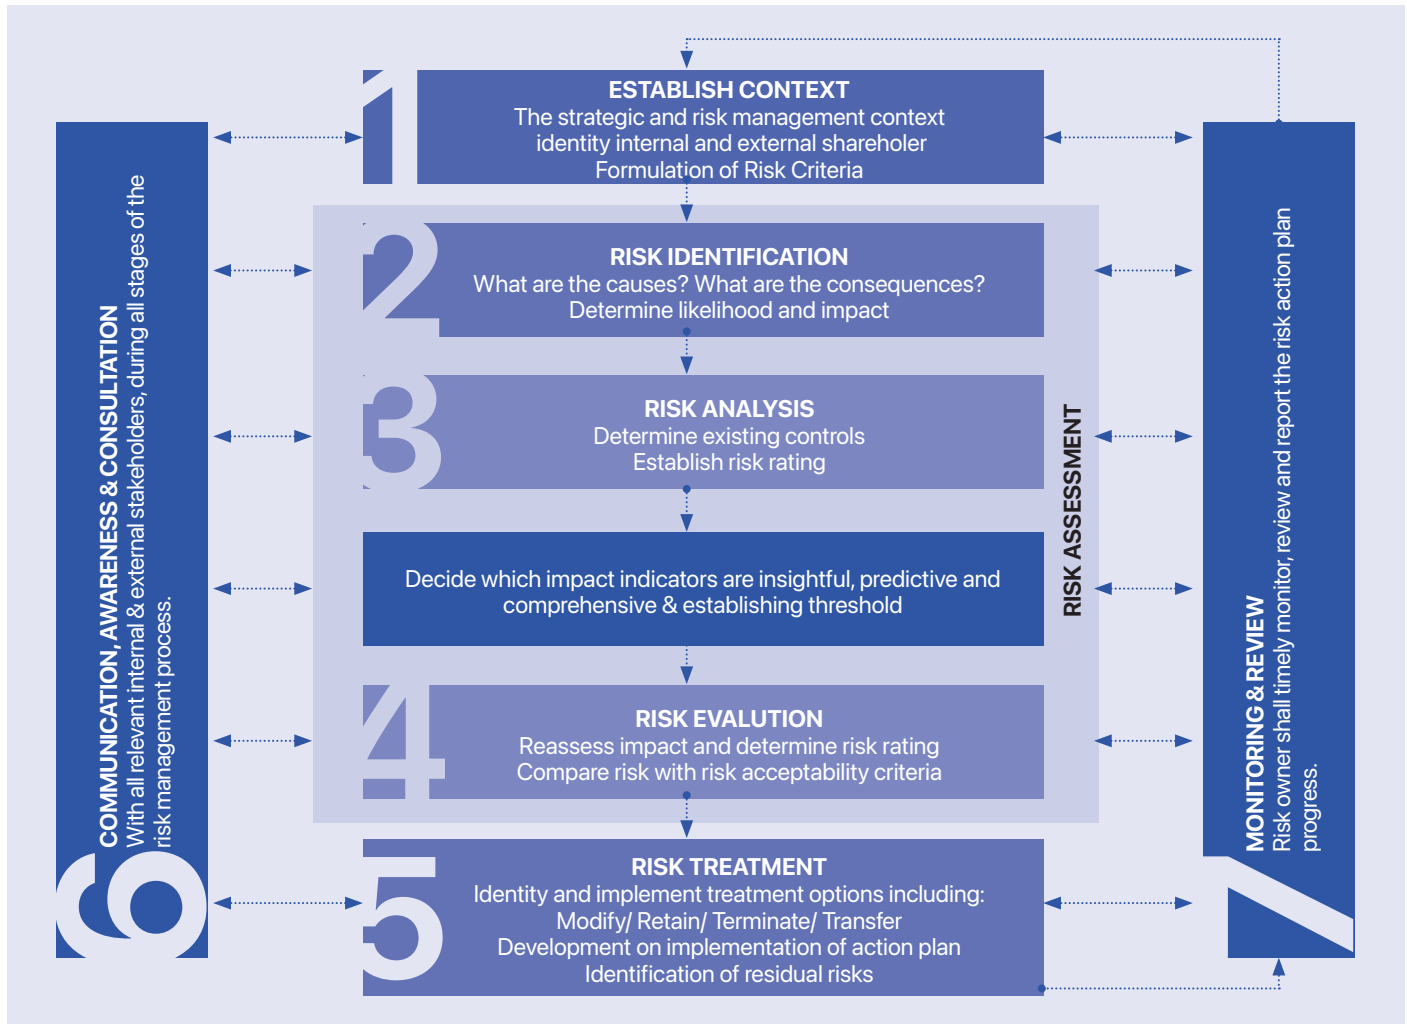 1
ESTABLISH CONTEXT
The strategic and risk management context
identity internal and external shareholer
Formulation of Risk Criteria
2
RISK IDENTIFICATION
What are the causes? What are the consequences?
Determine likelihood and impact
3
RISK ANALYSIS
Determine existing controls
Establish risk rating
Decide which impact indicators are insightful, predictive and
comprehensive & establishing threshold
4
RISK EVALUTION
Reassess impact and determine risk rating
Compare risk with risk acceptability criteria
RISK ASSESSMENT
5
RISK TREATMENT
Identity and implement treatment options including:
Modify/ Retain/ Terminate/ Transfer
Development on implementation of action plan
Identification of residual risks
6
COMMUNICATION, AWARENESS & CONSULTATION
With all relevant internal & external stakeholders, during all stages of the
risk management process.
7
MONITORING & REVIEW
Risk owner shall timely monitor, review and report the risk action plan
progress.